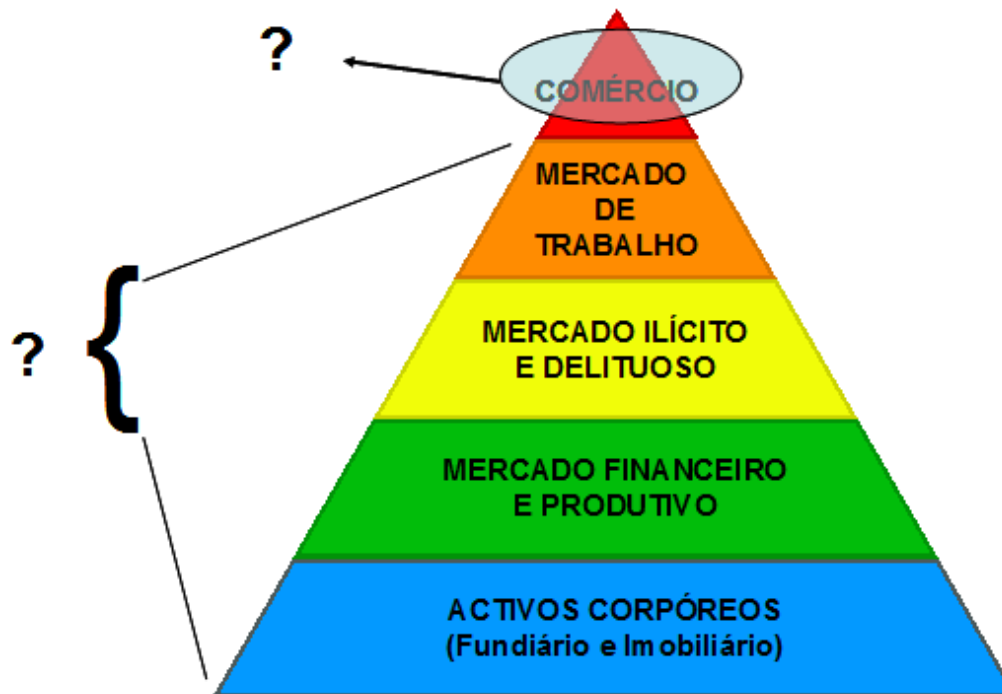 ?
COMÉRCIO
MERCADO
DE
TRABALHO
?
{
MERCADO ILÍCITO
E DELITUOSO
MERCADO FINANCEIRO
E PRODUTIVO
ACTIVOS CORPÓREOS
(Fundiário e Imobiliário)